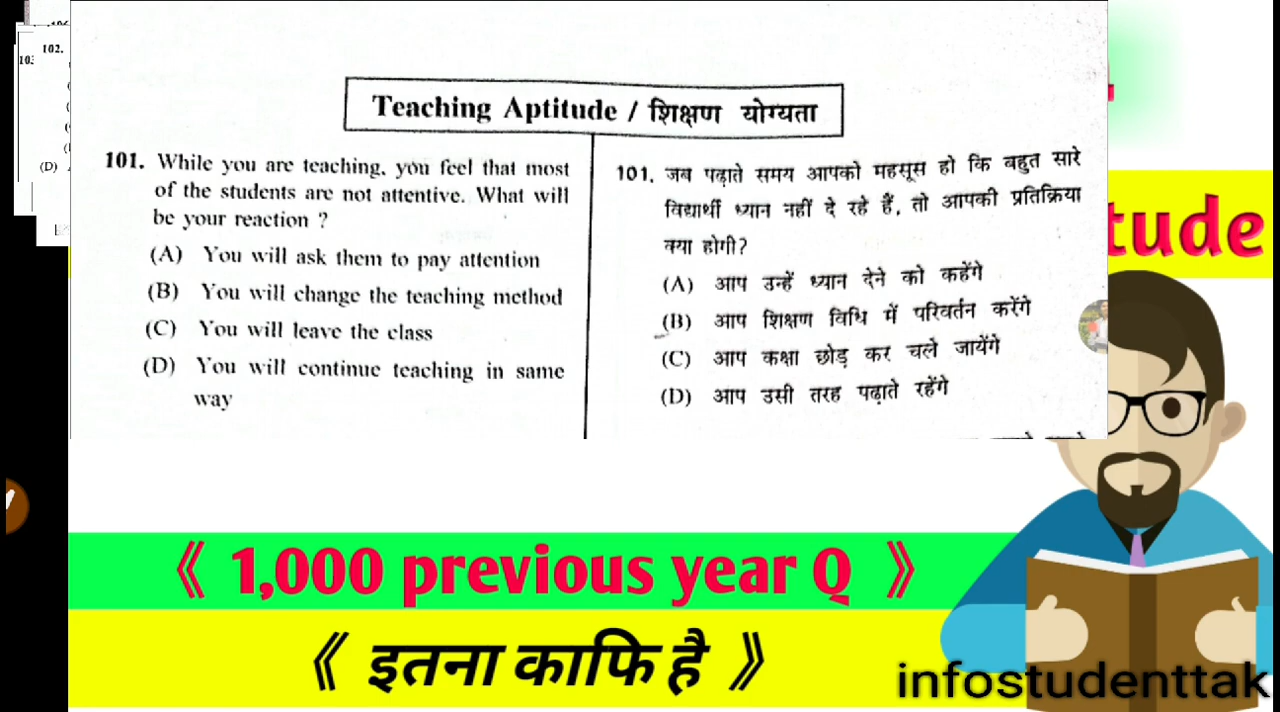 102.
103
(D)
Teaching Aptitude / शिक्षण योग्यता
101. While you are teaching, you feel that most
of the students are not attentive. What will
be your reaction ?
(A) You will ask them to pay attention
(B) You will change the teaching method
(C) You will leave the class
(D) You will continue teaching in same
way
101. जब पढ़ाते समय आपको महसूस हो कि बहुत सारे
विद्यार्थी ध्यान नहीं दे रहे हैं, तो आपकी प्रतिक्रिया
क्या होगी?
(A) आप उन्हें ध्यान देने को कहेंगे
(B) आप शिक्षण विधि में परिवर्तन करेंगे
(C) आप कक्षा छोड़ कर चले जायेंगे
(D) आप उसी तरह पढ़ाते रहेंगे
tude
《 1,000 previous year Q 》
《 इतना काफि है 》
infostudenttak